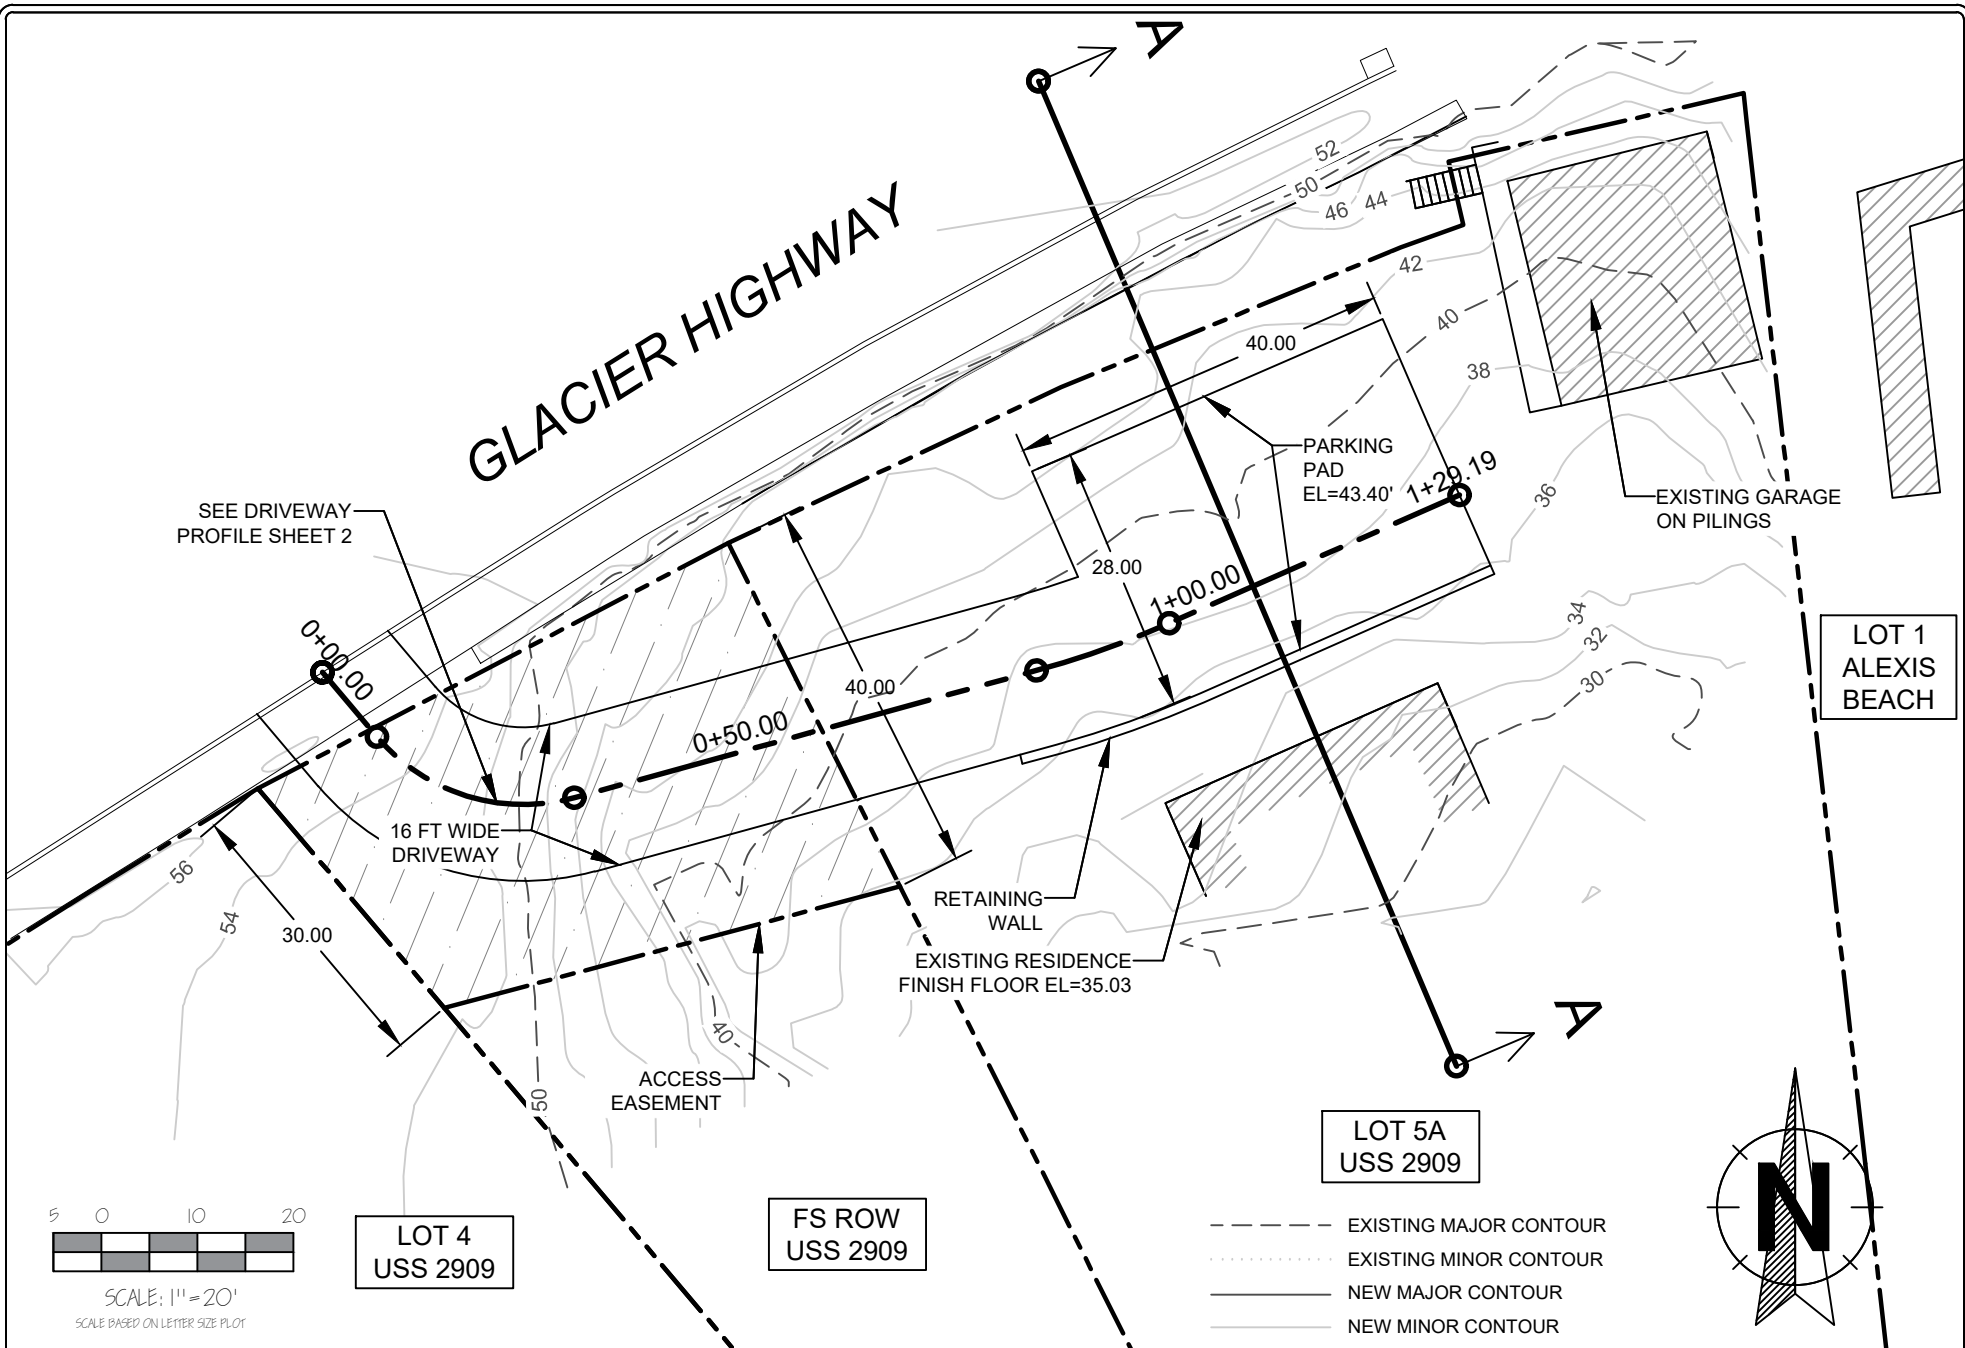 A
52
50
46
44
42
40
38
36
34
32
30
GLACIER HIGHWAY
40.00
PARKING
PAD
EL=43.40'
1+29.19
EXISTING GARAGE
ON PILINGS
SEE DRIVEWAY
PROFILE SHEET 2
28.00
1+00.00
0+00.00
40.00
0+50.00
LOT 1
ALEXIS
BEACH
16 FT WIDE
DRIVEWAY
56
54
30.00
RETAINING
WALL
EXISTING RESIDENCE
FINISH FLOOR EL=35.03
40
50
ACCESS
EASEMENT
A
LOT 5A
USS 2909
FS ROW
USS 2909
LOT 4
USS 2909
5 0 10 20
SCALE: 1"=20'
SCALE BASED ON LETTER SIZE PLOT
EXISTING MAJOR CONTOUR
EXISTING MINOR CONTOUR
NEW MAJOR CONTOUR
NEW MINOR CONTOUR
N